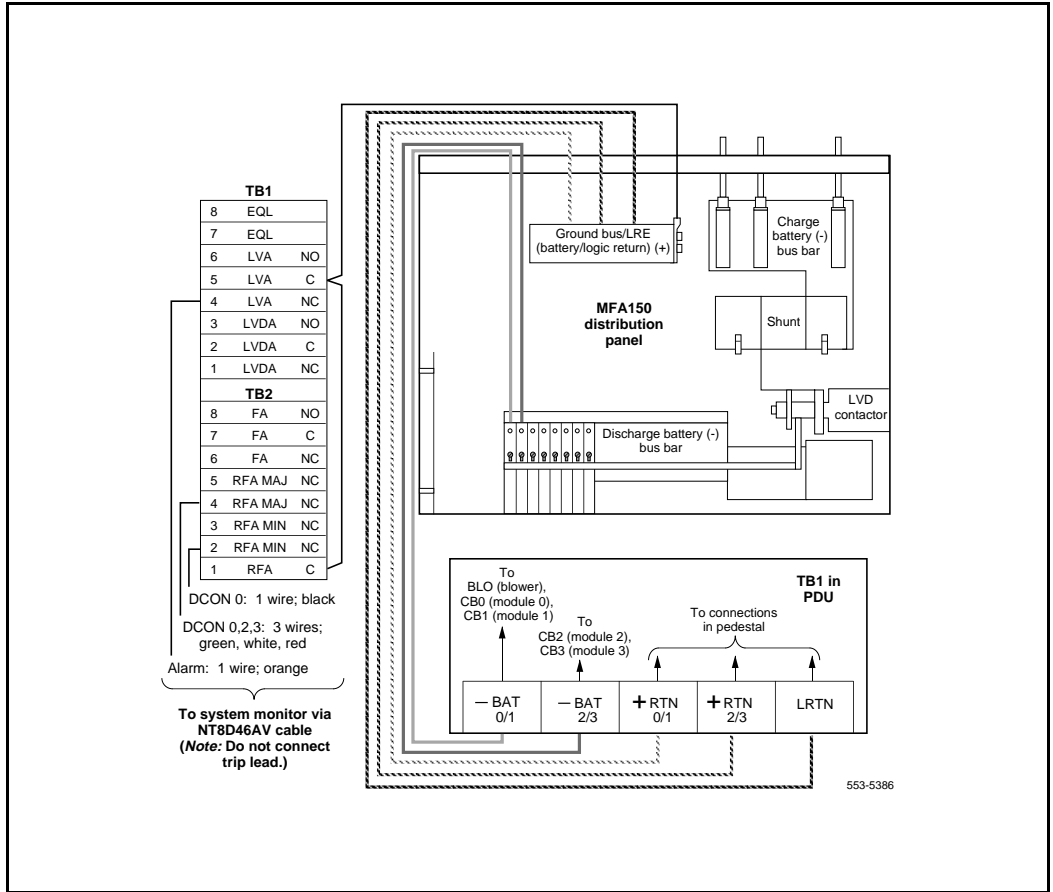 TB1
8 EQL
7 EQL
6 LVA NO
5 LVA C
4 LVA NC
3 LVDA NO
2 LVDA C
1 LVDA NC
TB2
8 FA NO
7 FA C
6 FA NC
5 RFA MAJ NC
4 RFA MAJ NC
3 RFA MIN NC
2 RFA MIN NC
1 RFA C
DCON 0: 1 wire; black
DCON 0,2,3: 3 wires;
green, white, red
Alarm: 1 wire; orange
To system monitor via
NT8D46AV cable
(Note: Do not connect
trip lead.)
Ground bus/LRE
(battery/logic return) (+)
Charge
battery (-)
bus bar
MFA150
distribution
panel
Shunt
LVD
contactor
Discharge battery (-)
bus bar
To
BLO (blower),
CB0 (module 0),
CB1 (module 1)
To
CB2 (module 2),
CB3 (module 3)
To connections
in pedestal
TB1 in
PDU
– BAT
0/1
– BAT
2/3
+ RTN
0/1
+ RTN
2/3
LRTN
553-5386